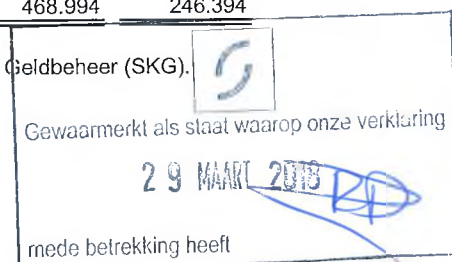 468.994 246.394
Geldbeheer (SKG).
Gewaarmerkt als staat waarop onze verklaring
29 MAART 2018
mede betrekking heeft